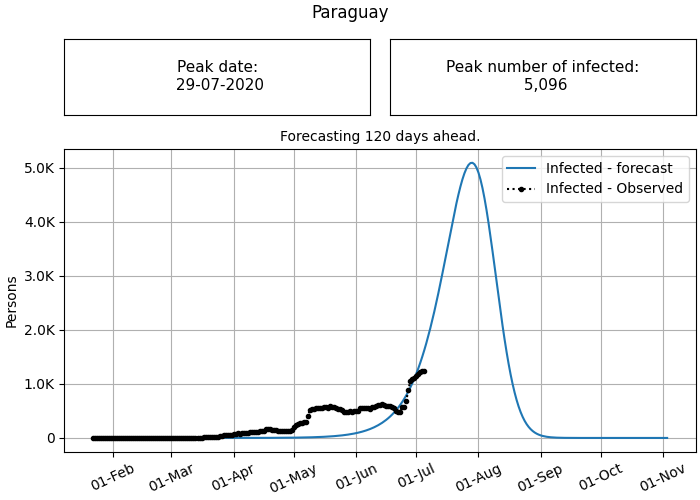 Paraguay
Peak date:
29-07-2020
Peak number of infected:
5,096
Forecasting 120 days ahead.
Infected - forecast
Infected - Observed
Persons
5.0K
4.0K
3.0K
2.0K
1.0K
0
01-Feb
01-Mar
01-Apr
01-May
01-Jun
01-Jul
01-Aug
01-Sep
01-Oct
01-Nov